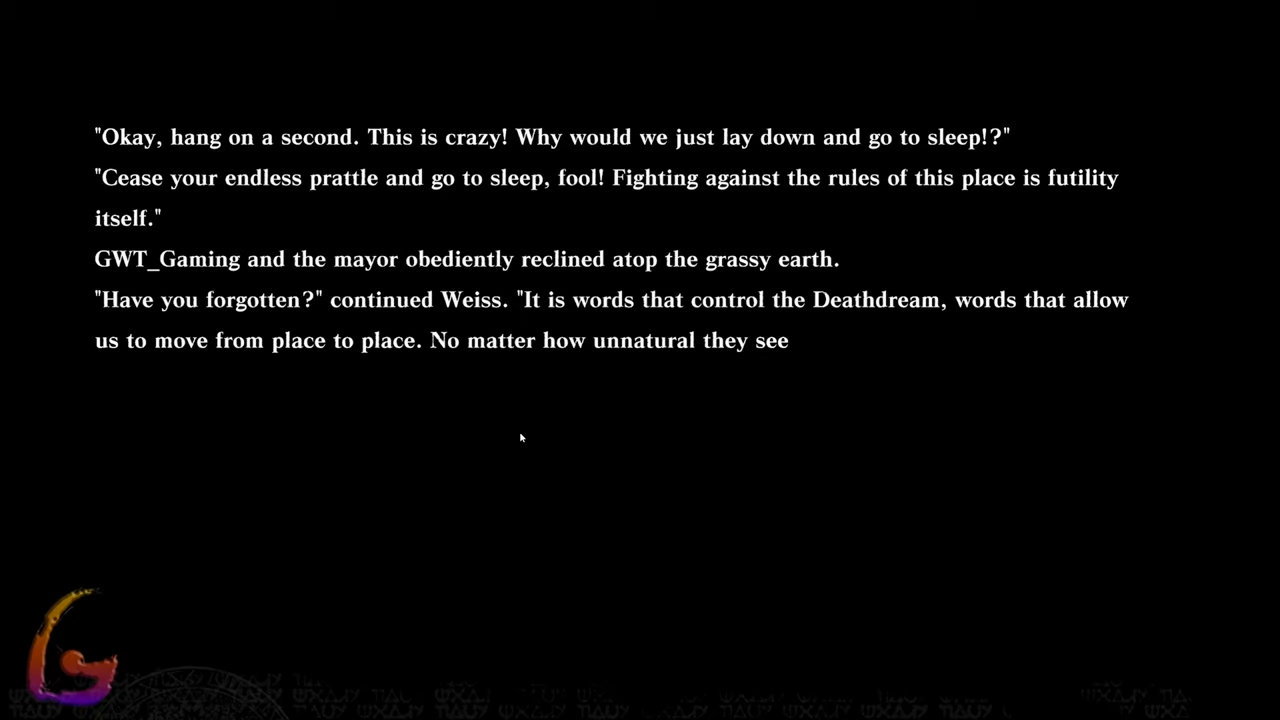 "Okay, hang on a second. This is crazy! Why would we just lay down and go to sleep!?"
"Cease your endless prattle and go to sleep, fool! Fighting against the rules of this place is futility
itself."
GWT_Gaming and the mayor obediently reclined atop the grassy earth.
"Have you forgotten?" continued Weiss. "It is words that control the Deathdream, words that allow
us to move from place to place. No matter how unnatural they see